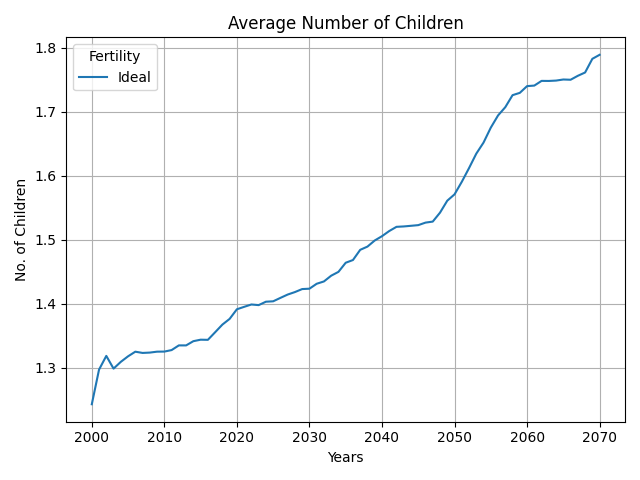 Average Number of Children
Fertility
Ideal
No. of Children
1.8
1.7
1.6
1.5
1.4
1.3
2000 2010 2020 2030 2040 2050 2060 2070
Years